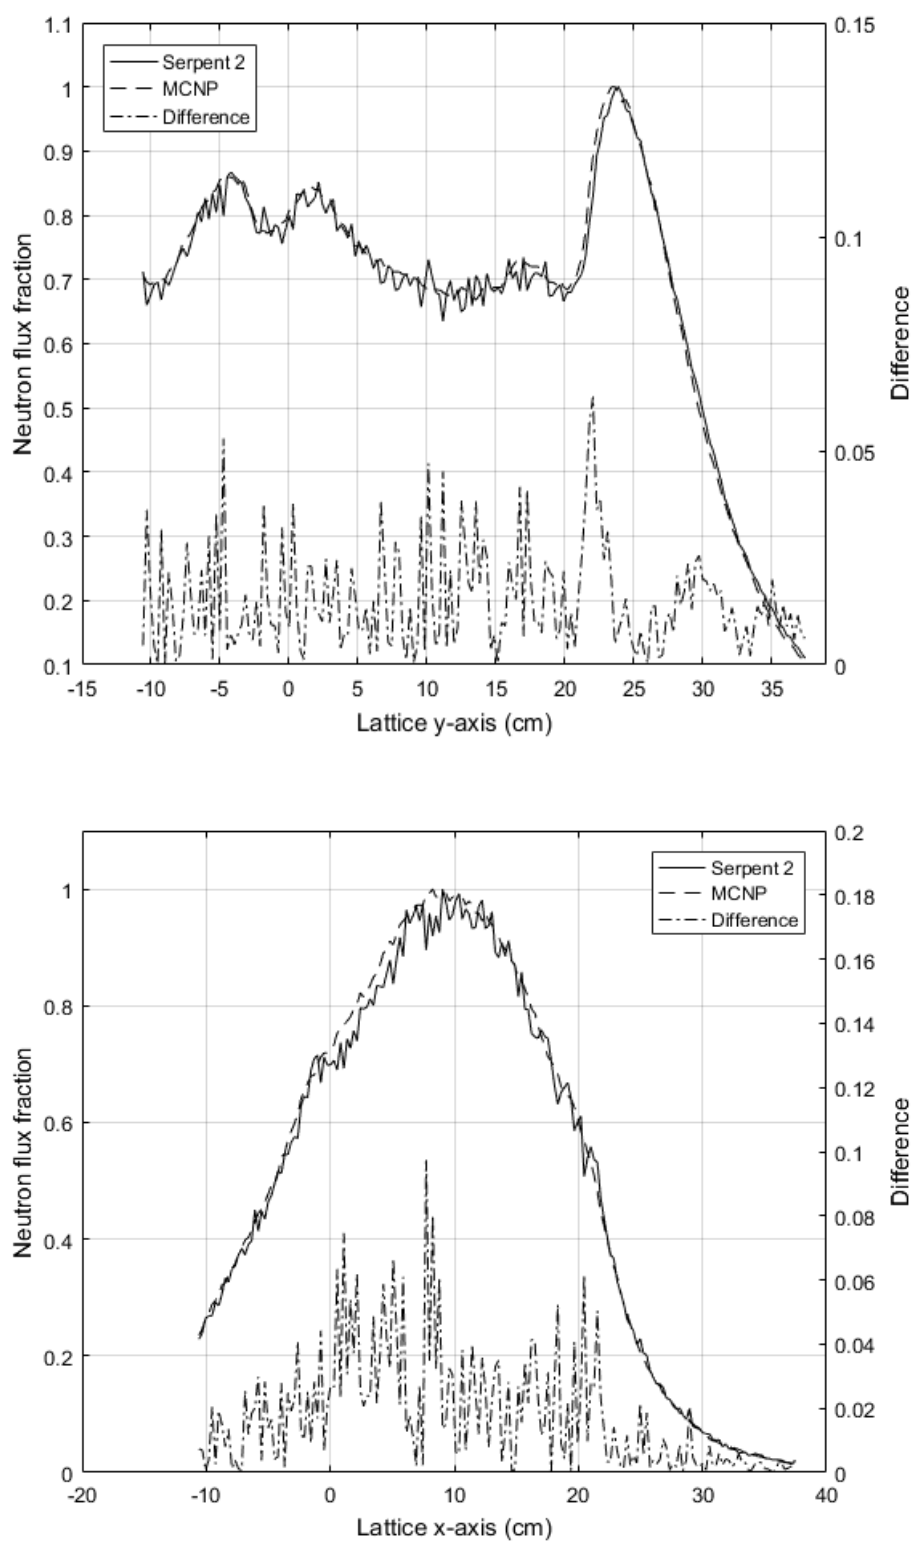 1.1
1
0.9
0.8
0.7
0.6
0.5
0.4
0.3
0.2
0.1
Neutron flux fraction
Serpent 2
MCNP
Difference
0.15
0.1
0.05
0
Difference
-15 -10 -5 0 5 10 15 20 25 30 35
Lattice y-axis (cm)
1
0.8
0.6
0.4
0.2
0
Neutron flux fraction
Serpent 2
MCNP
Difference
0.2
0.18
0.16
0.14
0.12
0.1
0.08
0.06
0.04
0.02
0
Difference
-20 -10 0 10 20 30 40
Lattice x-axis (cm)